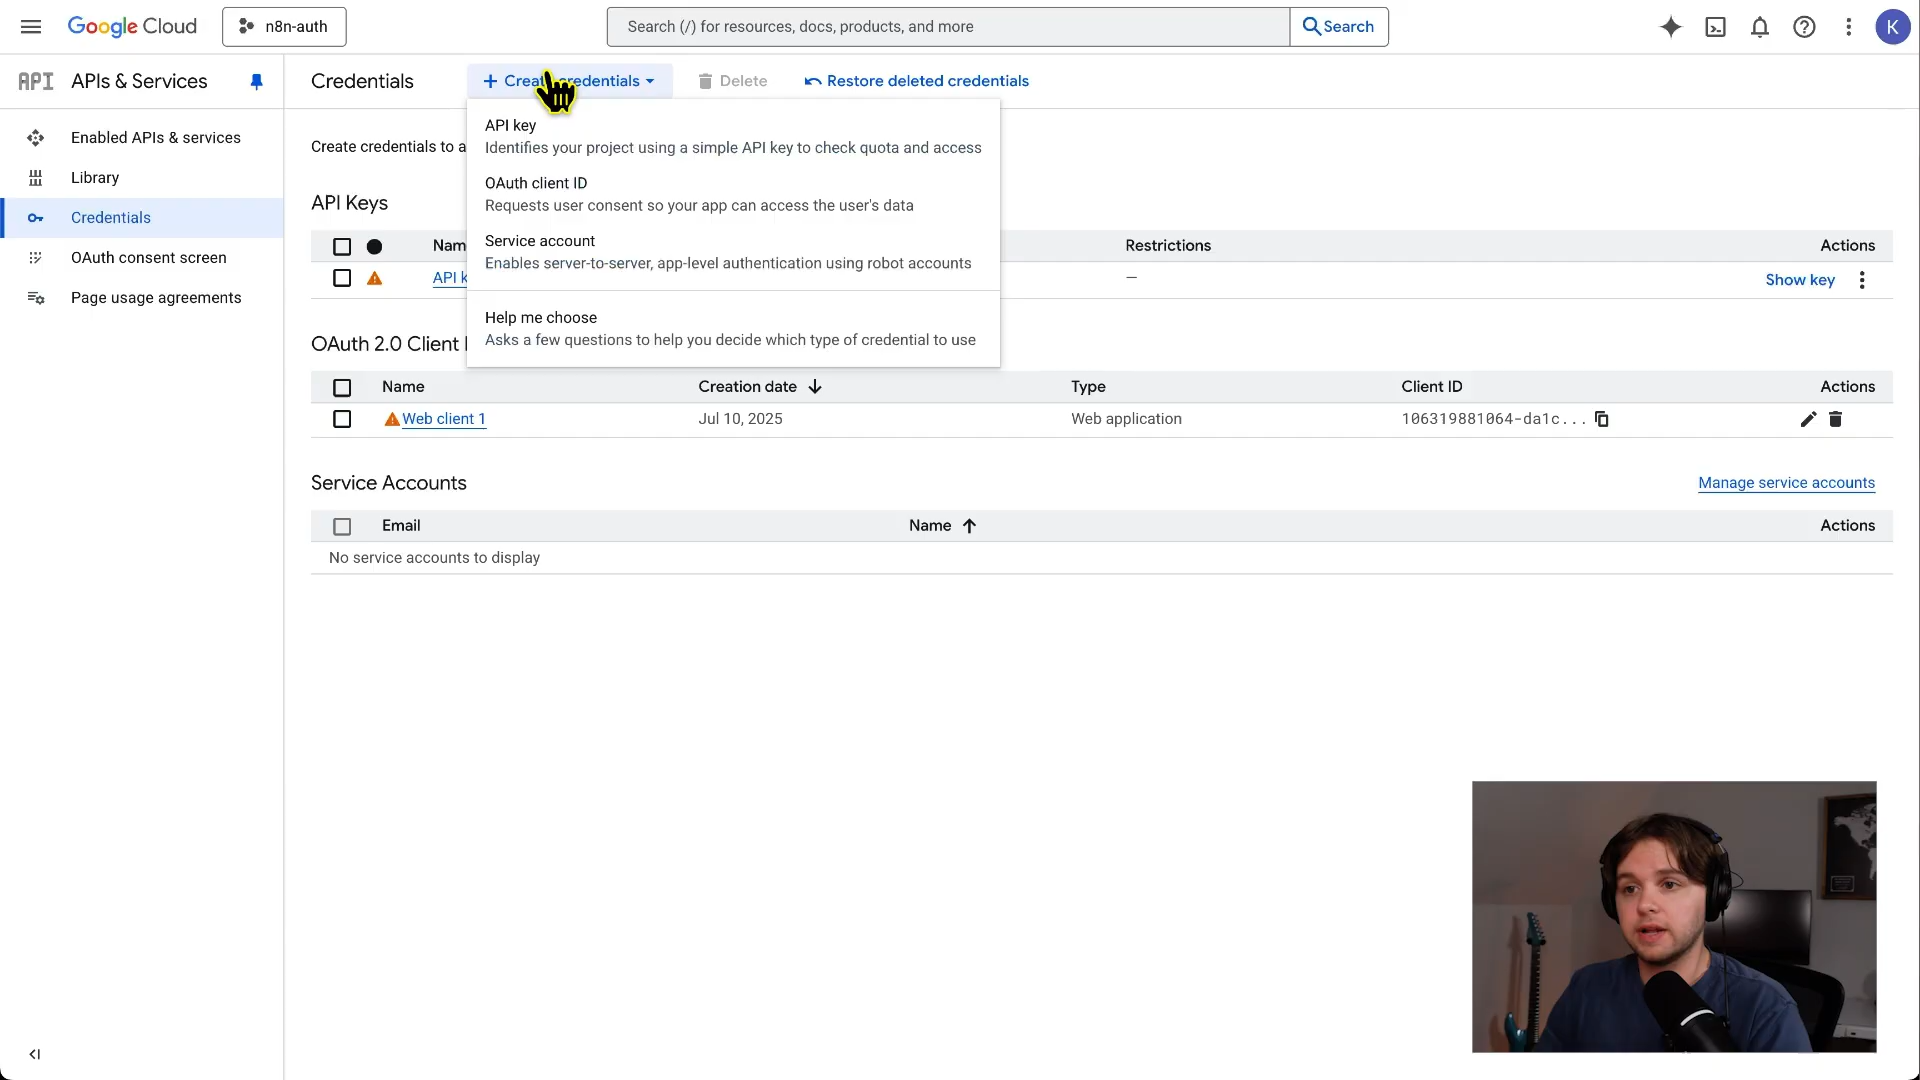 Google Cloud
n8n-auth
Search (/) for resources, docs, products, and more
Search
K
API
APIs & Services
Credentials
Create credentials
Delete
Restore deleted credentials
Enabled APIs & services
Library
Credentials
OAuth consent screen
Page usage agreements
Create credentials to a
API key
Identifies your project using a simple API key to check quota and access
OAuth client ID
Requests user consent so your app can access the user's data
Service account
Enables server-to-server, app-level authentication using robot accounts
Help me choose
Asks a few questions to help you decide which type of credential to use
API Keys
Nam Restrictions Actions
API k — Show key
OAuth 2.0 Client I
Name Creation date Type Client ID Actions
Web client 1 Jul 10, 2025 Web application 106319881064-da1c...
Service Accounts Manage service accounts
Email Name Actions
No service accounts to display